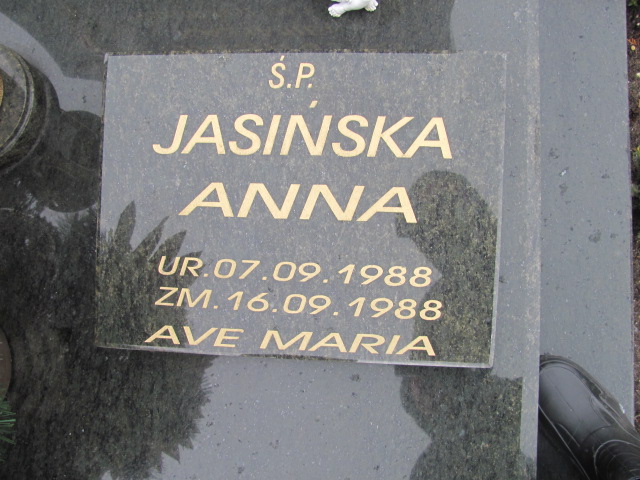 Ś.P.
JASIŃSKA
ANNA
UR.07.09.1988
ZM.16.09.1988
AVE MARIA